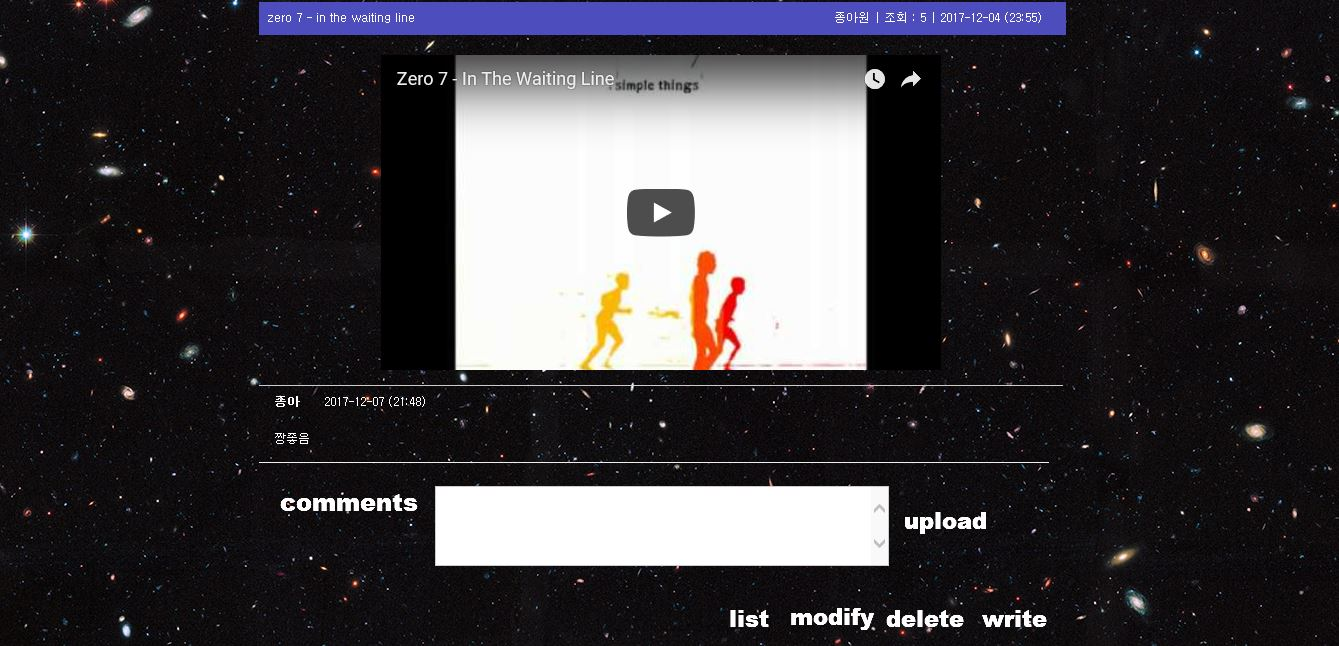 zero 7 - in the waiting line 종아원 | 조회 : 5 | 2017-12-04 (23:55)
Zero 7 - In The Waiting Line
simple things
종아 2017-12-07 (21:48)
짱좋음
comments
upload
list modify delete write